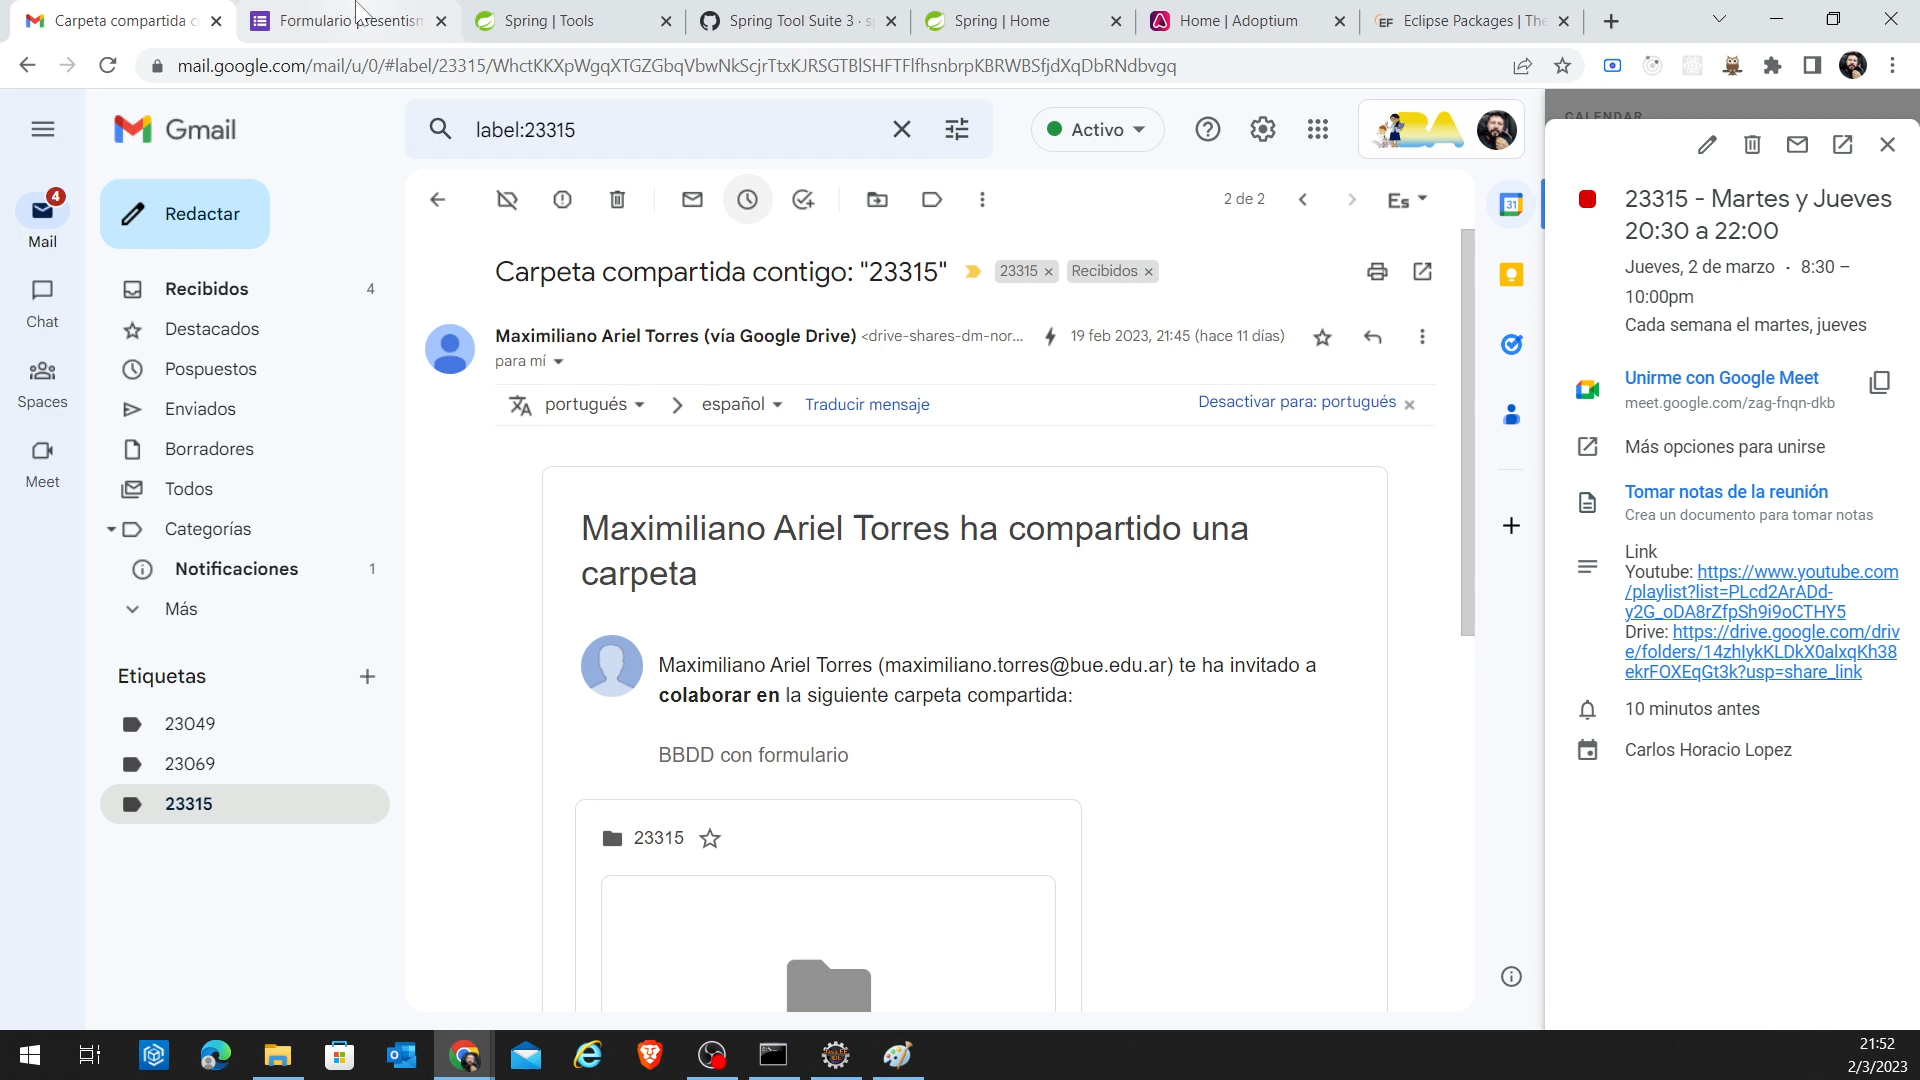 Carpeta compartida c
Formulario
esentism
Spring | Tools
Spring Tool Suite 3 · s
Spring | Home
Home | Adoptium
Eclipse Packages | The
mail.google.com/mail/u/0/#label/23315/WhctKKXpWgqXTGZGbqVbwNkScjrTtxKJRSGTBlSHFTFlfhsnbrpKBRWBSfjdXqDbRNdbvgq
Gmail
label:23315
Activo
BA
CALENDAR
4
Mail
Chat
Spaces
Meet
Redactar
Recibidos 4
Destacados
Pospuestos
Enviados
Borradores
Todos
Categorías
Notificaciones 1
Más
Etiquetas
23049
23069
23315
2 de 2
Es
Carpeta compartida contigo: "23315"
23315
Recibidos
Maximiliano Ariel Torres (vía Google Drive) <drive-shares-dm-nor...
19 feb 2023, 21:45 (hace 11 días)
para mí
portugués
español
Traducir mensaje
Desactivar para: portugués
Maximiliano Ariel Torres ha compartido una
carpeta
Maximiliano Ariel Torres (maximiliano.torres@bue.edu.ar) te ha invitado a
colaborar en la siguiente carpeta compartida:
BBDD con formulario
23315
31
23315 - Martes y Jueves
20:30 a 22:00
Jueves, 2 de marzo · 8:30 –
10:00pm
Cada semana el martes, jueves
Unirme con Google Meet
meet.google.com/zag-fnqn-dkb
Más opciones para unirse
Tomar notas de la reunión
Crea un documento para tomar notas
Link
Youtube: https://www.youtube.com
/playlist?list=PLcd2ArADd-
y2G_oDA8rZfpSh9i9oCTHY5
Drive: https://drive.google.com/driv
e/folders/14zhlykKLDkX0alxqKh38
ekrFOXEqGt3k?usp=share_link
10 minutos antes
Carlos Horacio Lopez
21:52
2/3/2023